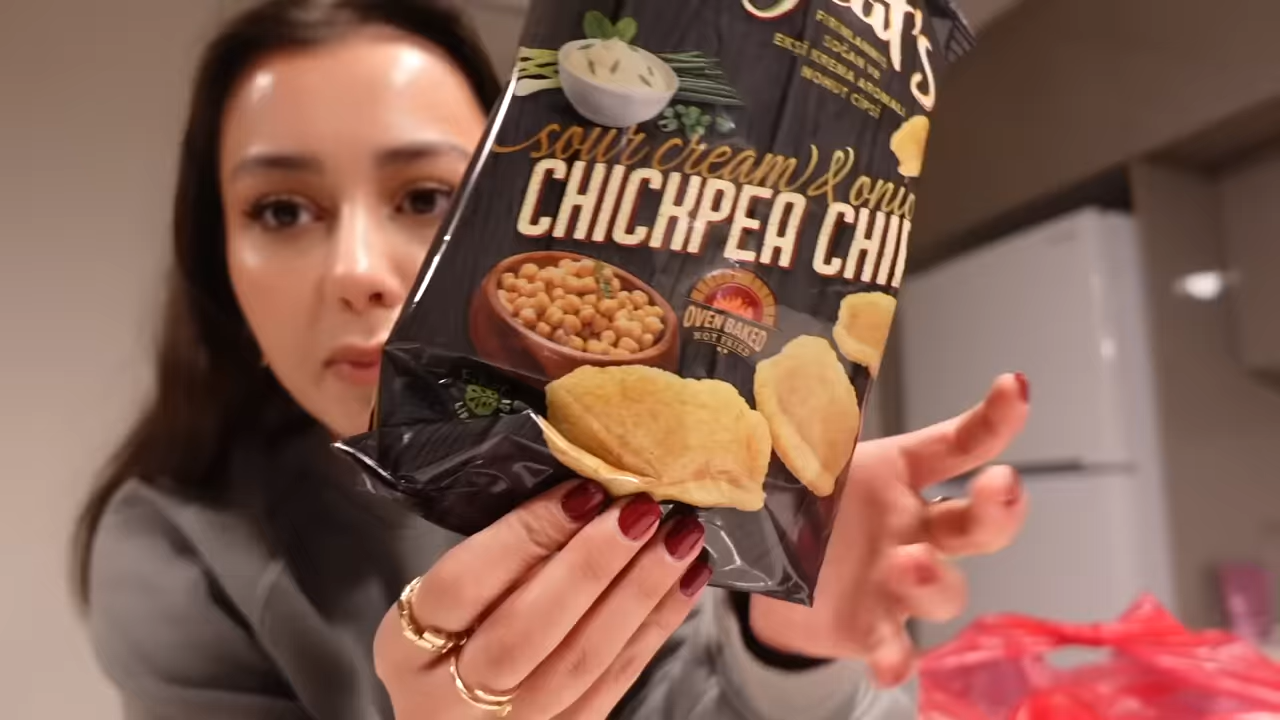 FIRINLANMIŞ
SOĞAN VE
EKŞİ KREMA AROMALI
NOHUT CİPSİ
sour cream & onio
CHICKPEA CHI
OVEN BAKED
NOT FRIED